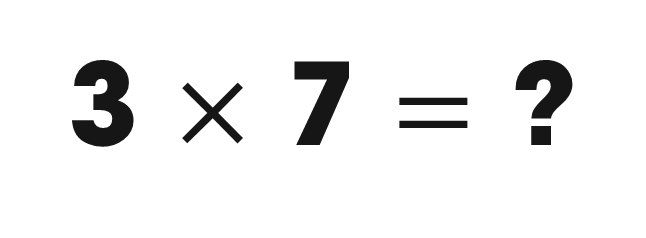 3 × 7 = ?